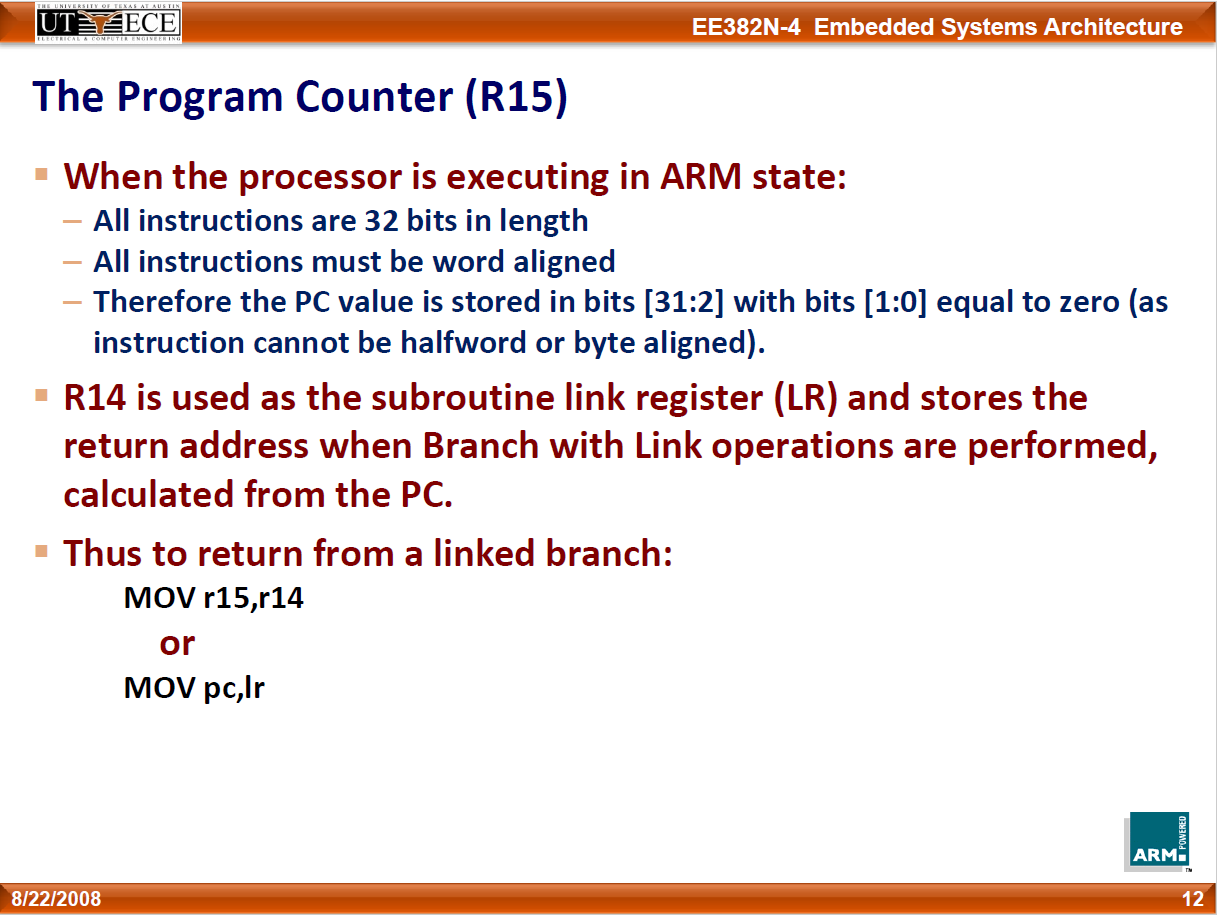 THE UNIVERSITY OF TEXAS AT AUSTIN
UT ECE
ELECTRICAL & COMPUTER ENGINEERING
EE382N-4 Embedded Systems Architecture
The Program Counter (R15)
When the processor is executing in ARM state:
– All instructions are 32 bits in length
– All instructions must be word aligned
– Therefore the PC value is stored in bits [31:2] with bits [1:0] equal to zero (as
instruction cannot be halfword or byte aligned).
R14 is used as the subroutine link register (LR) and stores the
return address when Branch with Link operations are performed,
calculated from the PC.
Thus to return from a linked branch:
MOV r15,r14
or
MOV pc,lr
ARM POWERED
TM
8/22/2008
12